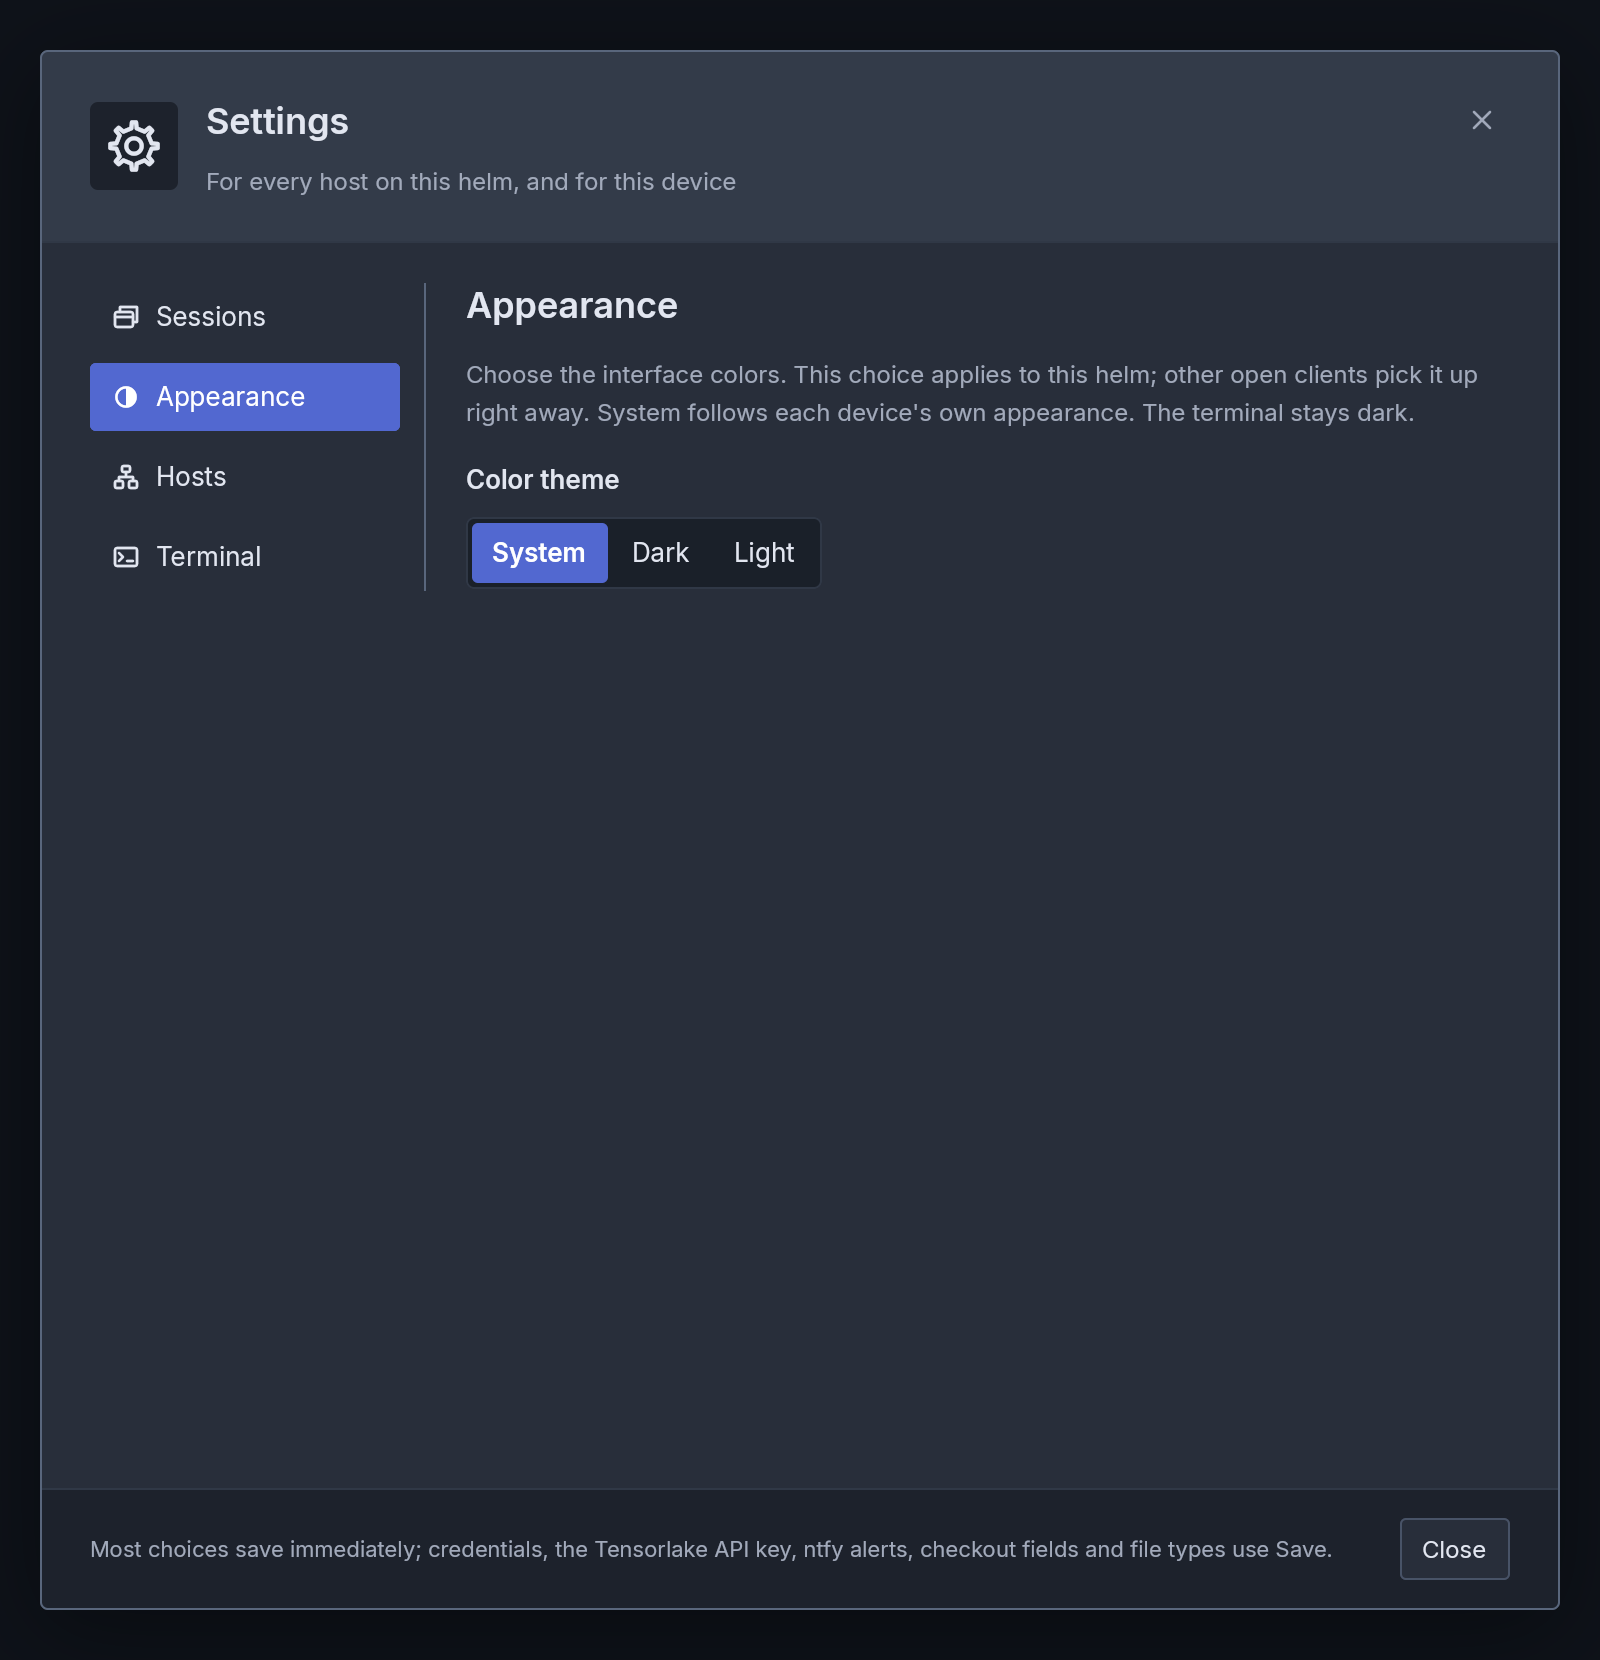 Settings
For every host on this helm, and for this device
Sessions
Appearance
Hosts
Terminal
Appearance
Choose the interface colors. This choice applies to this helm; other open clients pick it up
right away. System follows each device's own appearance. The terminal stays dark.
Color theme
System Dark Light
Most choices save immediately; credentials, the Tensorlake API key, ntfy alerts, checkout fields and file types use Save.
Close